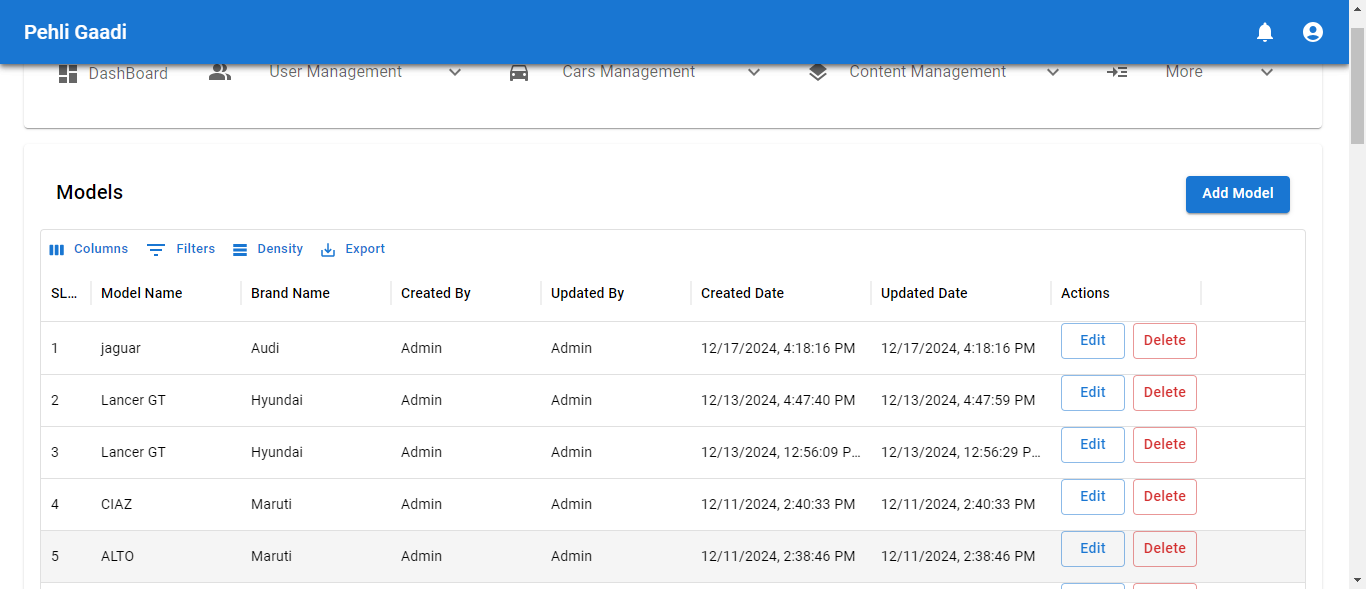 Pehli Gaadi
DashBoard User Management Cars Management Content Management More
Models
Add Model
Columns Filters Density Export
SL... Model Name Brand Name Created By Updated By Created Date Updated Date Actions
1 jaguar Audi Admin Admin 12/17/2024, 4:18:16 PM 12/17/2024, 4:18:16 PM Edit Delete
2 Lancer GT Hyundai Admin Admin 12/13/2024, 4:47:40 PM 12/13/2024, 4:47:59 PM Edit Delete
3 Lancer GT Hyundai Admin Admin 12/13/2024, 12:56:09 P... 12/13/2024, 12:56:29 P... Edit Delete
4 CIAZ Maruti Admin Admin 12/11/2024, 2:40:33 PM 12/11/2024, 2:40:33 PM Edit Delete
5 ALTO Maruti Admin Admin 12/11/2024, 2:38:46 PM 12/11/2024, 2:38:46 PM Edit Delete